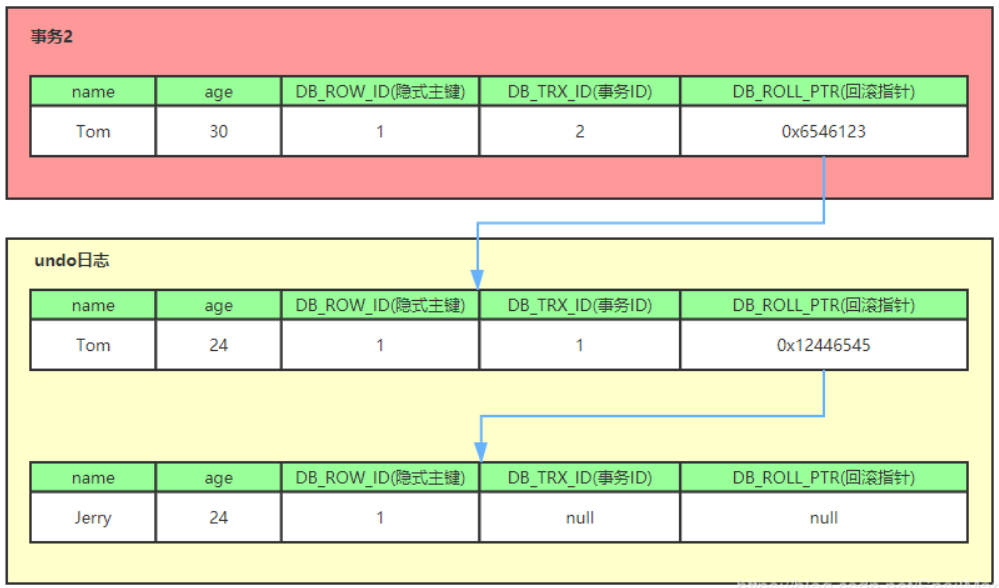 事务2
name age DB_ROW_ID(隐式主键) DB_TRX_ID(事务ID) DB_ROLL_PTR(回滚指针)
Tom 30 1 2 0x6546123
undo日志
name age DB_ROW_ID(隐式主键) DB_TRX_ID(事务ID) DB_ROLL_PTR(回滚指针)
Tom 24 1 1 0x12446545
name age DB_ROW_ID(隐式主键) DB_TRX_ID(事务ID) DB_ROLL_PTR(回滚指针)
Jerry 24 1 null null